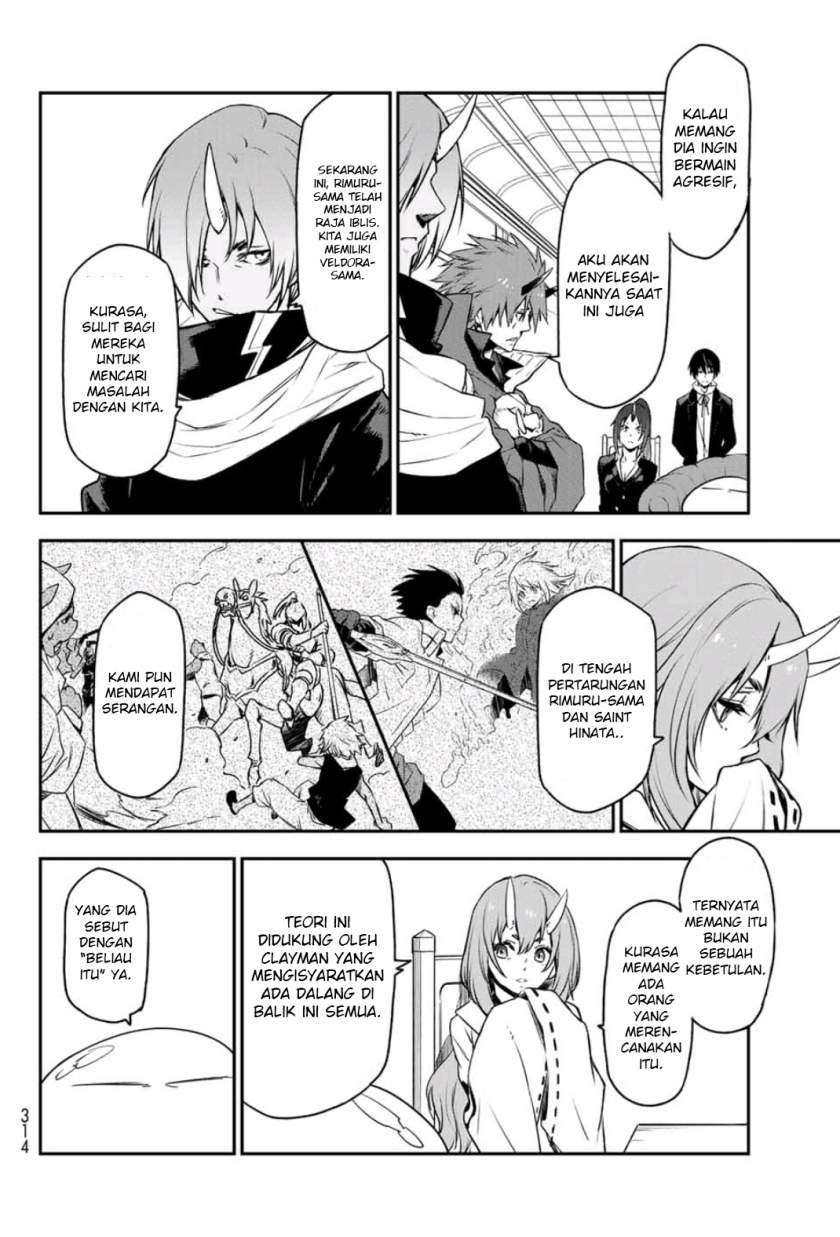 KALAU
MEMANG
DIA INGIN
BERMAIN
AGRESIF,
AKU AKAN
MENYELESAI-
KANNYA SAAT
INI JUGA
SEKARANG
INI, RIMURU-
SAMA TELAH
MENJADI
RAJA IBLIS.
KITA JUGA
MEMILIKI
VELDORA-
SAMA.
KURASA,
SULIT BAGI
MEREKA
UNTUK
MENCARI
MASALAH
DENGAN KITA.
DI TENGAH
PERTARUNGAN
RIMURU-SAMA
DAN SAINT
HINATA..
KAMI PUN
MENDAPAT
SERANGAN.
TERNYATA
MEMANG ITU
BUKAN
SEBUAH
KEBETULAN.
KURASA
MEMANG
ADA
ORANG
YANG
MEREN-
CANAKAN
ITU.
TEORI INI
DIDUKUNG OLEH
CLAYMAN YANG
MENGISYARATKAN
ADA DALANG DI
BALIK INI SEMUA.
YANG DIA
SEBUT
DENGAN
"BELIAU
ITU" YA.
314